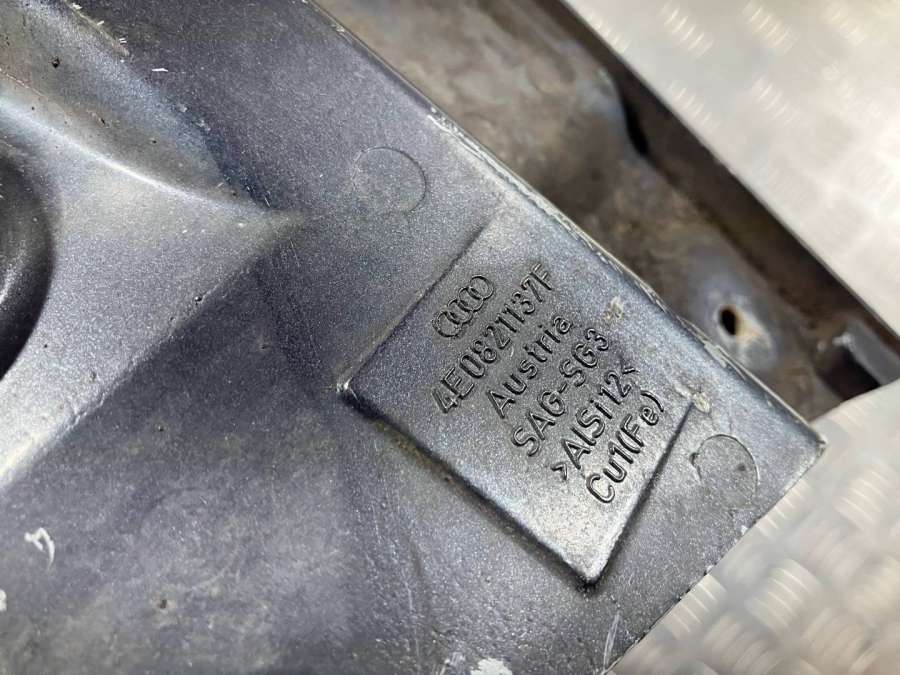 4E0821137F
Austria
SAG-SG3
>AlSi12<
Cu1(Fe)